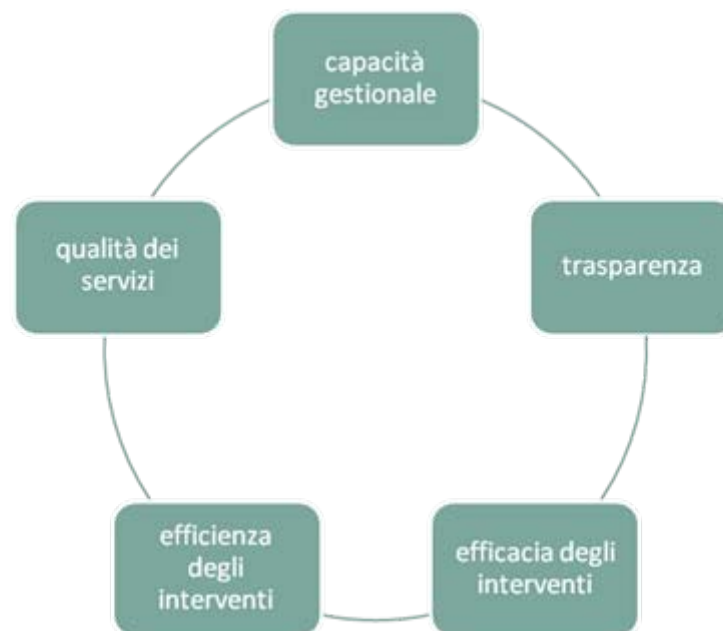 capacità
gestionale
trasparenza
efficacia degli
interventi
efficienza
degli
interventi
qualità dei
servizi